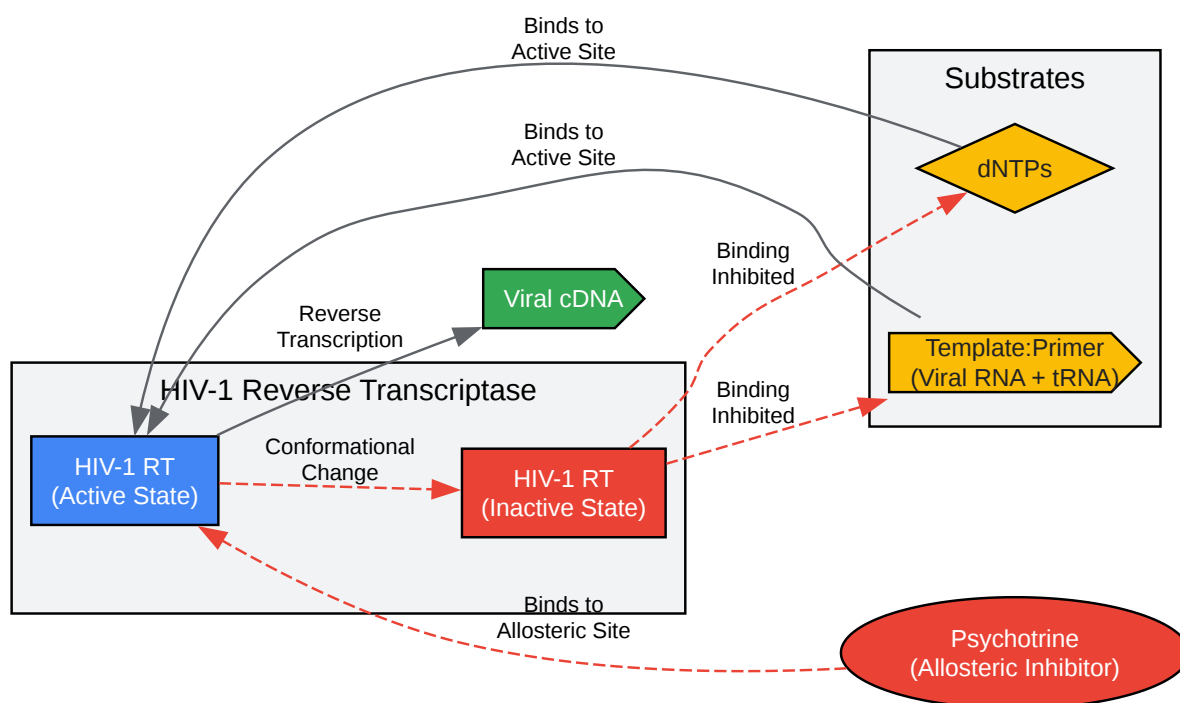 Binds to
Active Site
Substrates
dNTPs
Binds to
Active Site
Binding
Inhibited
Viral cDNA
Reverse
Transcription
Template:Primer
(Viral RNA + tRNA)
HIV-1 Reverse Transcriptase
Binding
Inhibited
HIV-1 RT
(Active State)
Conformational
Change
HIV-1 RT
(Inactive State)
Binds to
Allosteric Site
Psychotrine
(Allosteric Inhibitor)